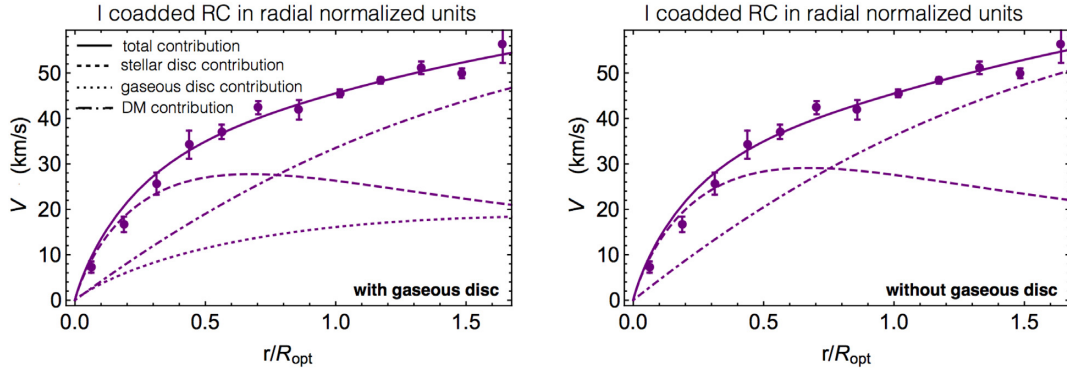 I coadded RC in radial normalized units
total contribution
stellar disc contribution
gaseous disc contribution
DM contribution
50
40
30
20
10
0
V (km/s)
with gaseous disc
0.0 0.5 1.0 1.5
r/Ropt
I coadded RC in radial normalized units
50
40
30
20
10
0
V (km/s)
without gaseous disc
0.0 0.5 1.0 1.5
r/Ropt